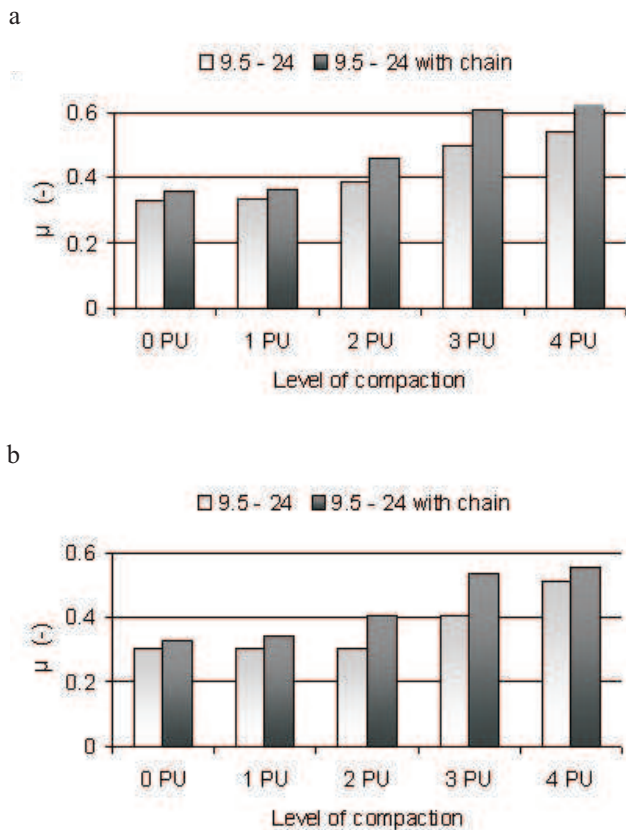 a
9.5 - 24 9.5 - 24 with chain
0.6
0.4
0.2
0
µ (-)
0 PU 1 PU 2 PU 3 PU 4 PU
Level of compaction
b
9.5 - 24 9.5 - 24 with chain
0.6
0.4
0.2
0
µ (-)
0 PU 1 PU 2 PU 3 PU 4 PU
Level of compaction